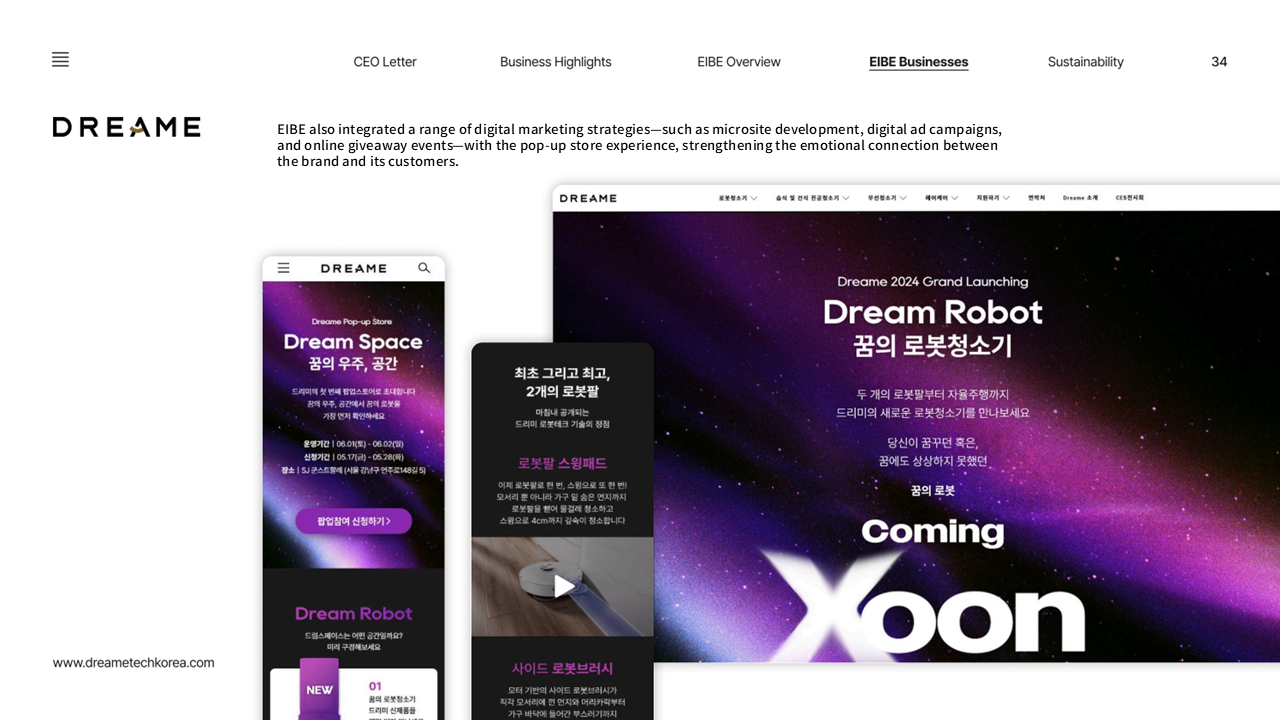 CEO Letter
Business Highlights
EIBE Overview
EIBE Businesses
Sustainability
34
DREAME
EIBE also integrated a range of digital marketing strategies—such as microsite development, digital ad campaigns,
and online giveaway events—with the pop-up store experience, strengthening the emotional connection between
the brand and its customers.
DREAME
로봇청소기
습식 및 건식 진공청소기
무선청소기
헤어케어
지원하기
연락처
Dreame 소개
CES전시회
Dreame 2024 Grand Launching
Dream Robot
꿈의 로봇청소기
두 개의 로봇팔부터 자율주행까지
드리미의 새로운 로봇청소기를 만나보세요
당신이 꿈꾸던 혹은,
꿈에도 상상하지 못했던
꿈의 로봇
Coming
Xoon
DREAME
Dreame Pop-up Store
Dream Space
꿈의 우주, 공간
드리미의 첫 번째 팝업스토어로 초대합니다
꿈의 우주, 공간에서 꿈의 로봇을
가장 먼저 확인하세요
운영기간 | 06.01(토) - 06.02(일)
신청기간 | 05.17(금) - 05.28(화)
장소 | SJ 쿤스트할레 (서울 강남구 언주로148길 5)
팝업참여 신청하기 >
Dream Robot
드림스페이스는 어떤 공간일까요?
미리 구경해보세요
NEW
01
꿈의 로봇청소기
드리미 신제품을
최초 그리고 최고,
2개의 로봇팔
마침내 공개되는
드리미 로봇테크 기술의 정점
로봇팔 스윙패드
이제 로봇팔로 한 번, 스윙으로 또 한 번!
모서리 뿐 아니라 가구 밑 숨은 먼지까지
로봇팔을 뻗어 물걸레 청소하고
스윙으로 4cm까지 깊숙이 청소합니다
사이드 로봇브러시
모터 기반의 사이드 로봇브러시가
직각 모서리에 낀 먼지와 머리카락부터
가구 바닥에 들어간 부스러기까지
www.dreametechkorea.com